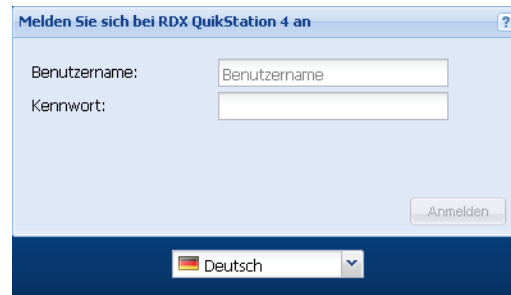 Melden Sie sich bei RDX QuikStation 4 an ?
Benutzername: Benutzername
Kennwort:
Anmelden
Deutsch